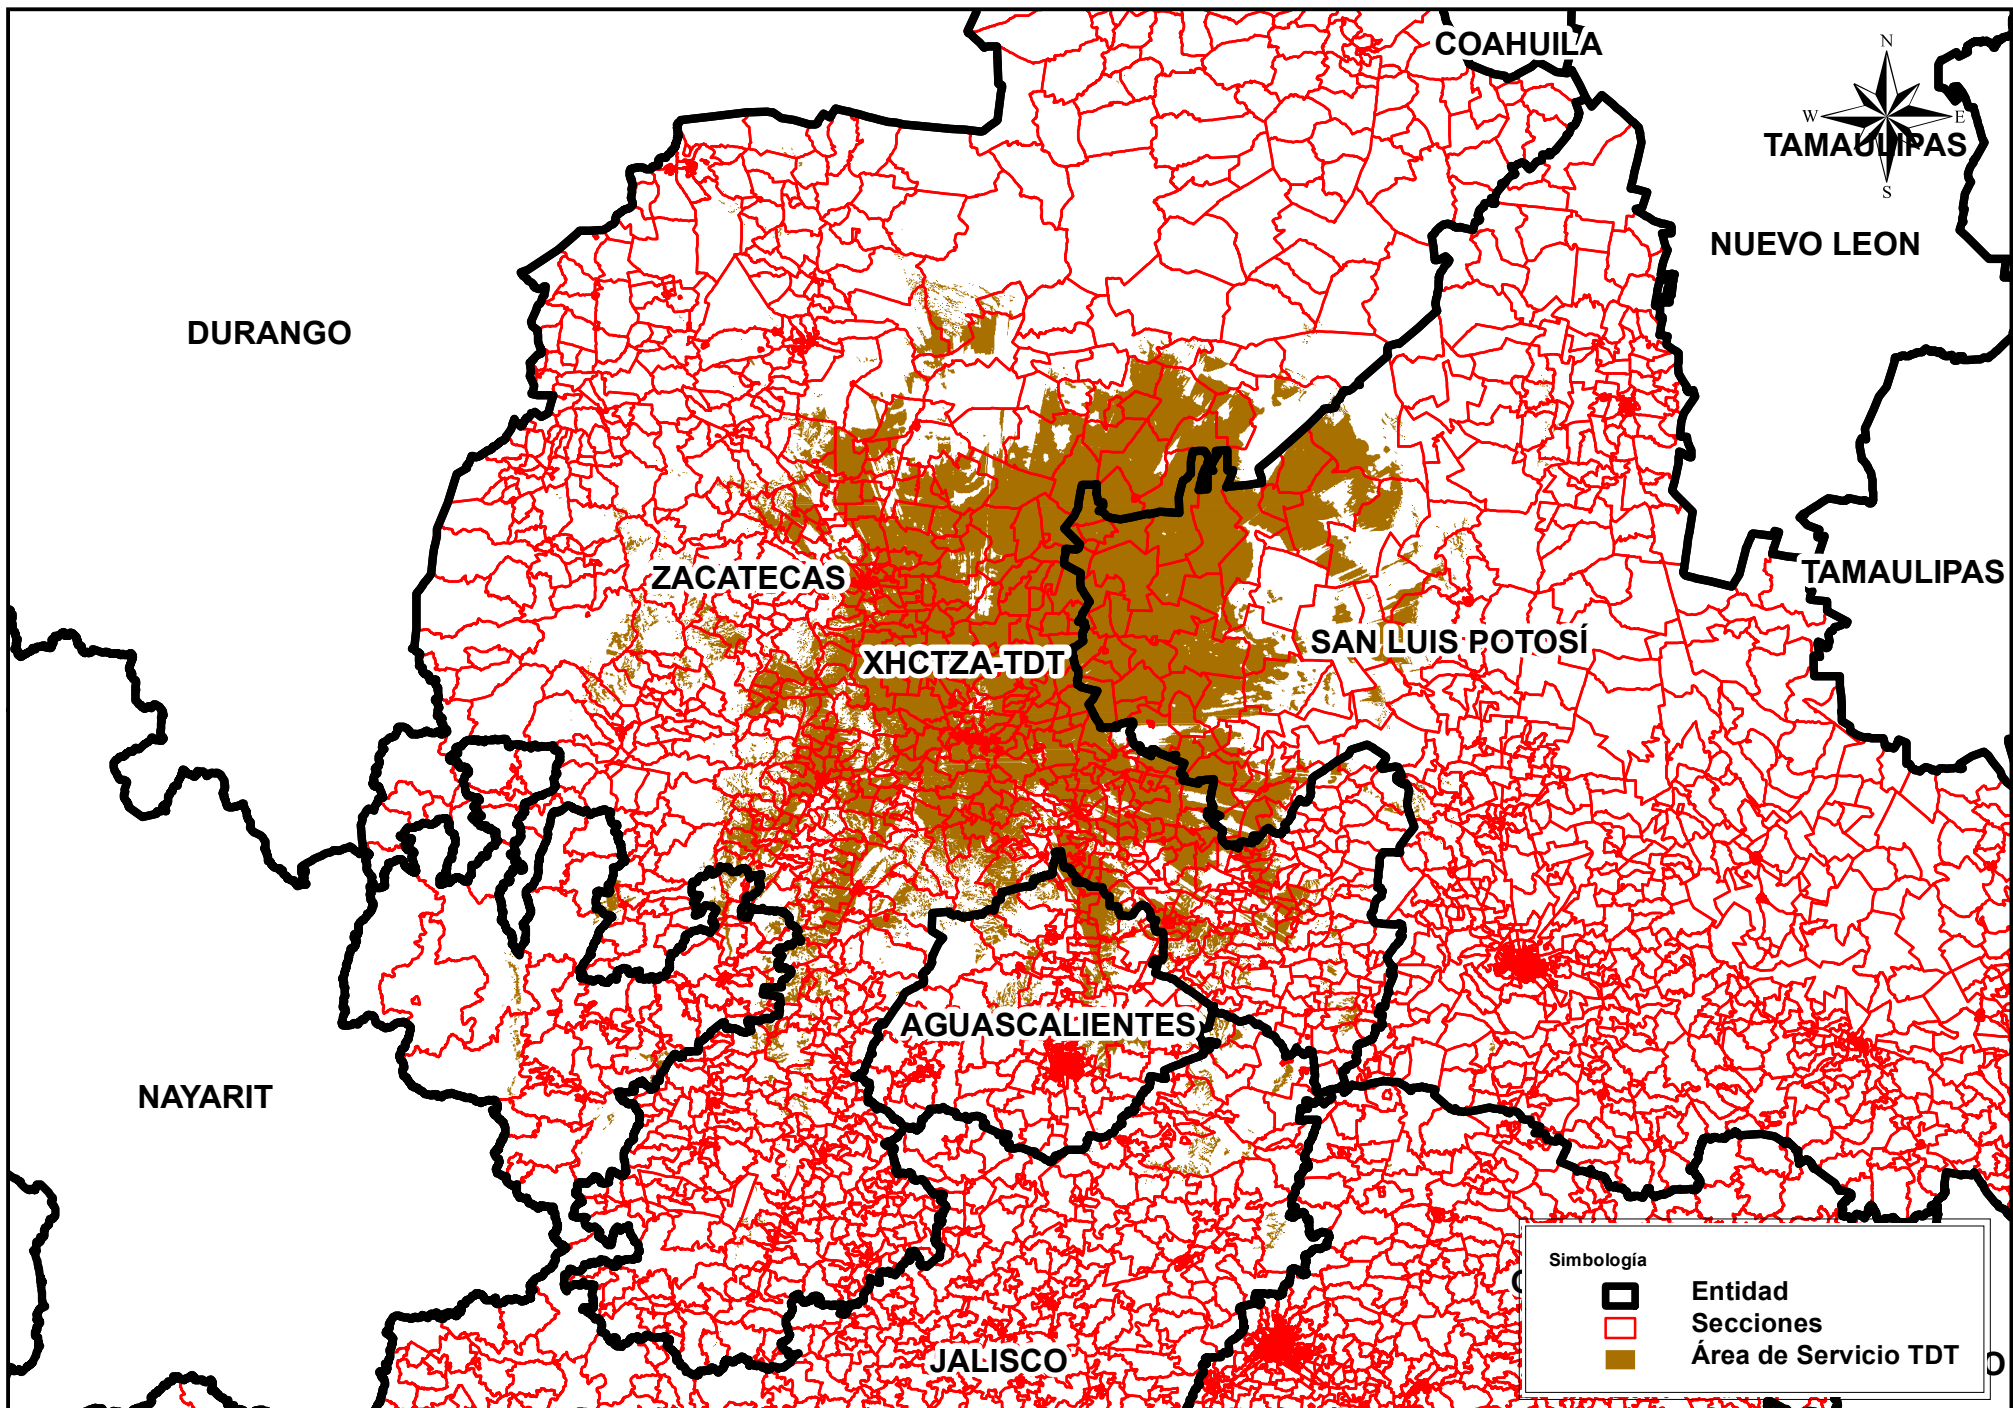 COAHUILA
N
W
E
S
TAMAULIPAS
NUEVO LEON
DURANGO
TAMAULIPAS
ZACATECAS
SAN LUIS POTOSÍ
XHCTZA-TDT
AGUASCALIENTES
NAYARIT
JALISCO
Simbología
Entidad
Secciones
Área de Servicio TDT